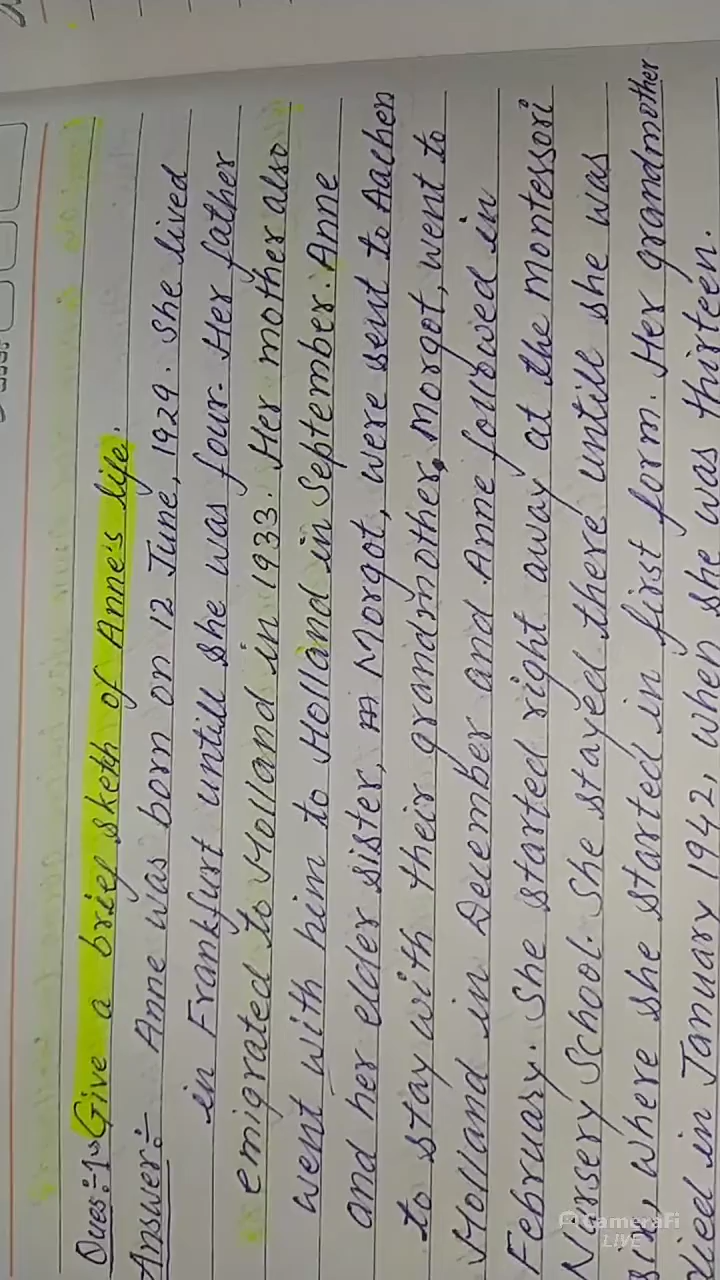 Ques:-1 Give a brief sketh of Anne's life.
Answer:- Anne was born on 12 June, 1929. She lived
in Frankfurt untill she was four. Her father
emigrated to Holland in 1933. Her mother also
went with him to Holland in September. Anne
and her elder sister, m Morgot, were sent to Aachen
to stay with their grandmother. Morgot, went to
Holland in December and Anne followed in
February. She started right away at the Montessori
Nursery School. She stayed there untill she was
six, where she started in first form. Her grandmother
died in January 1942, when she was thirteen.
CameraFi
LIVE